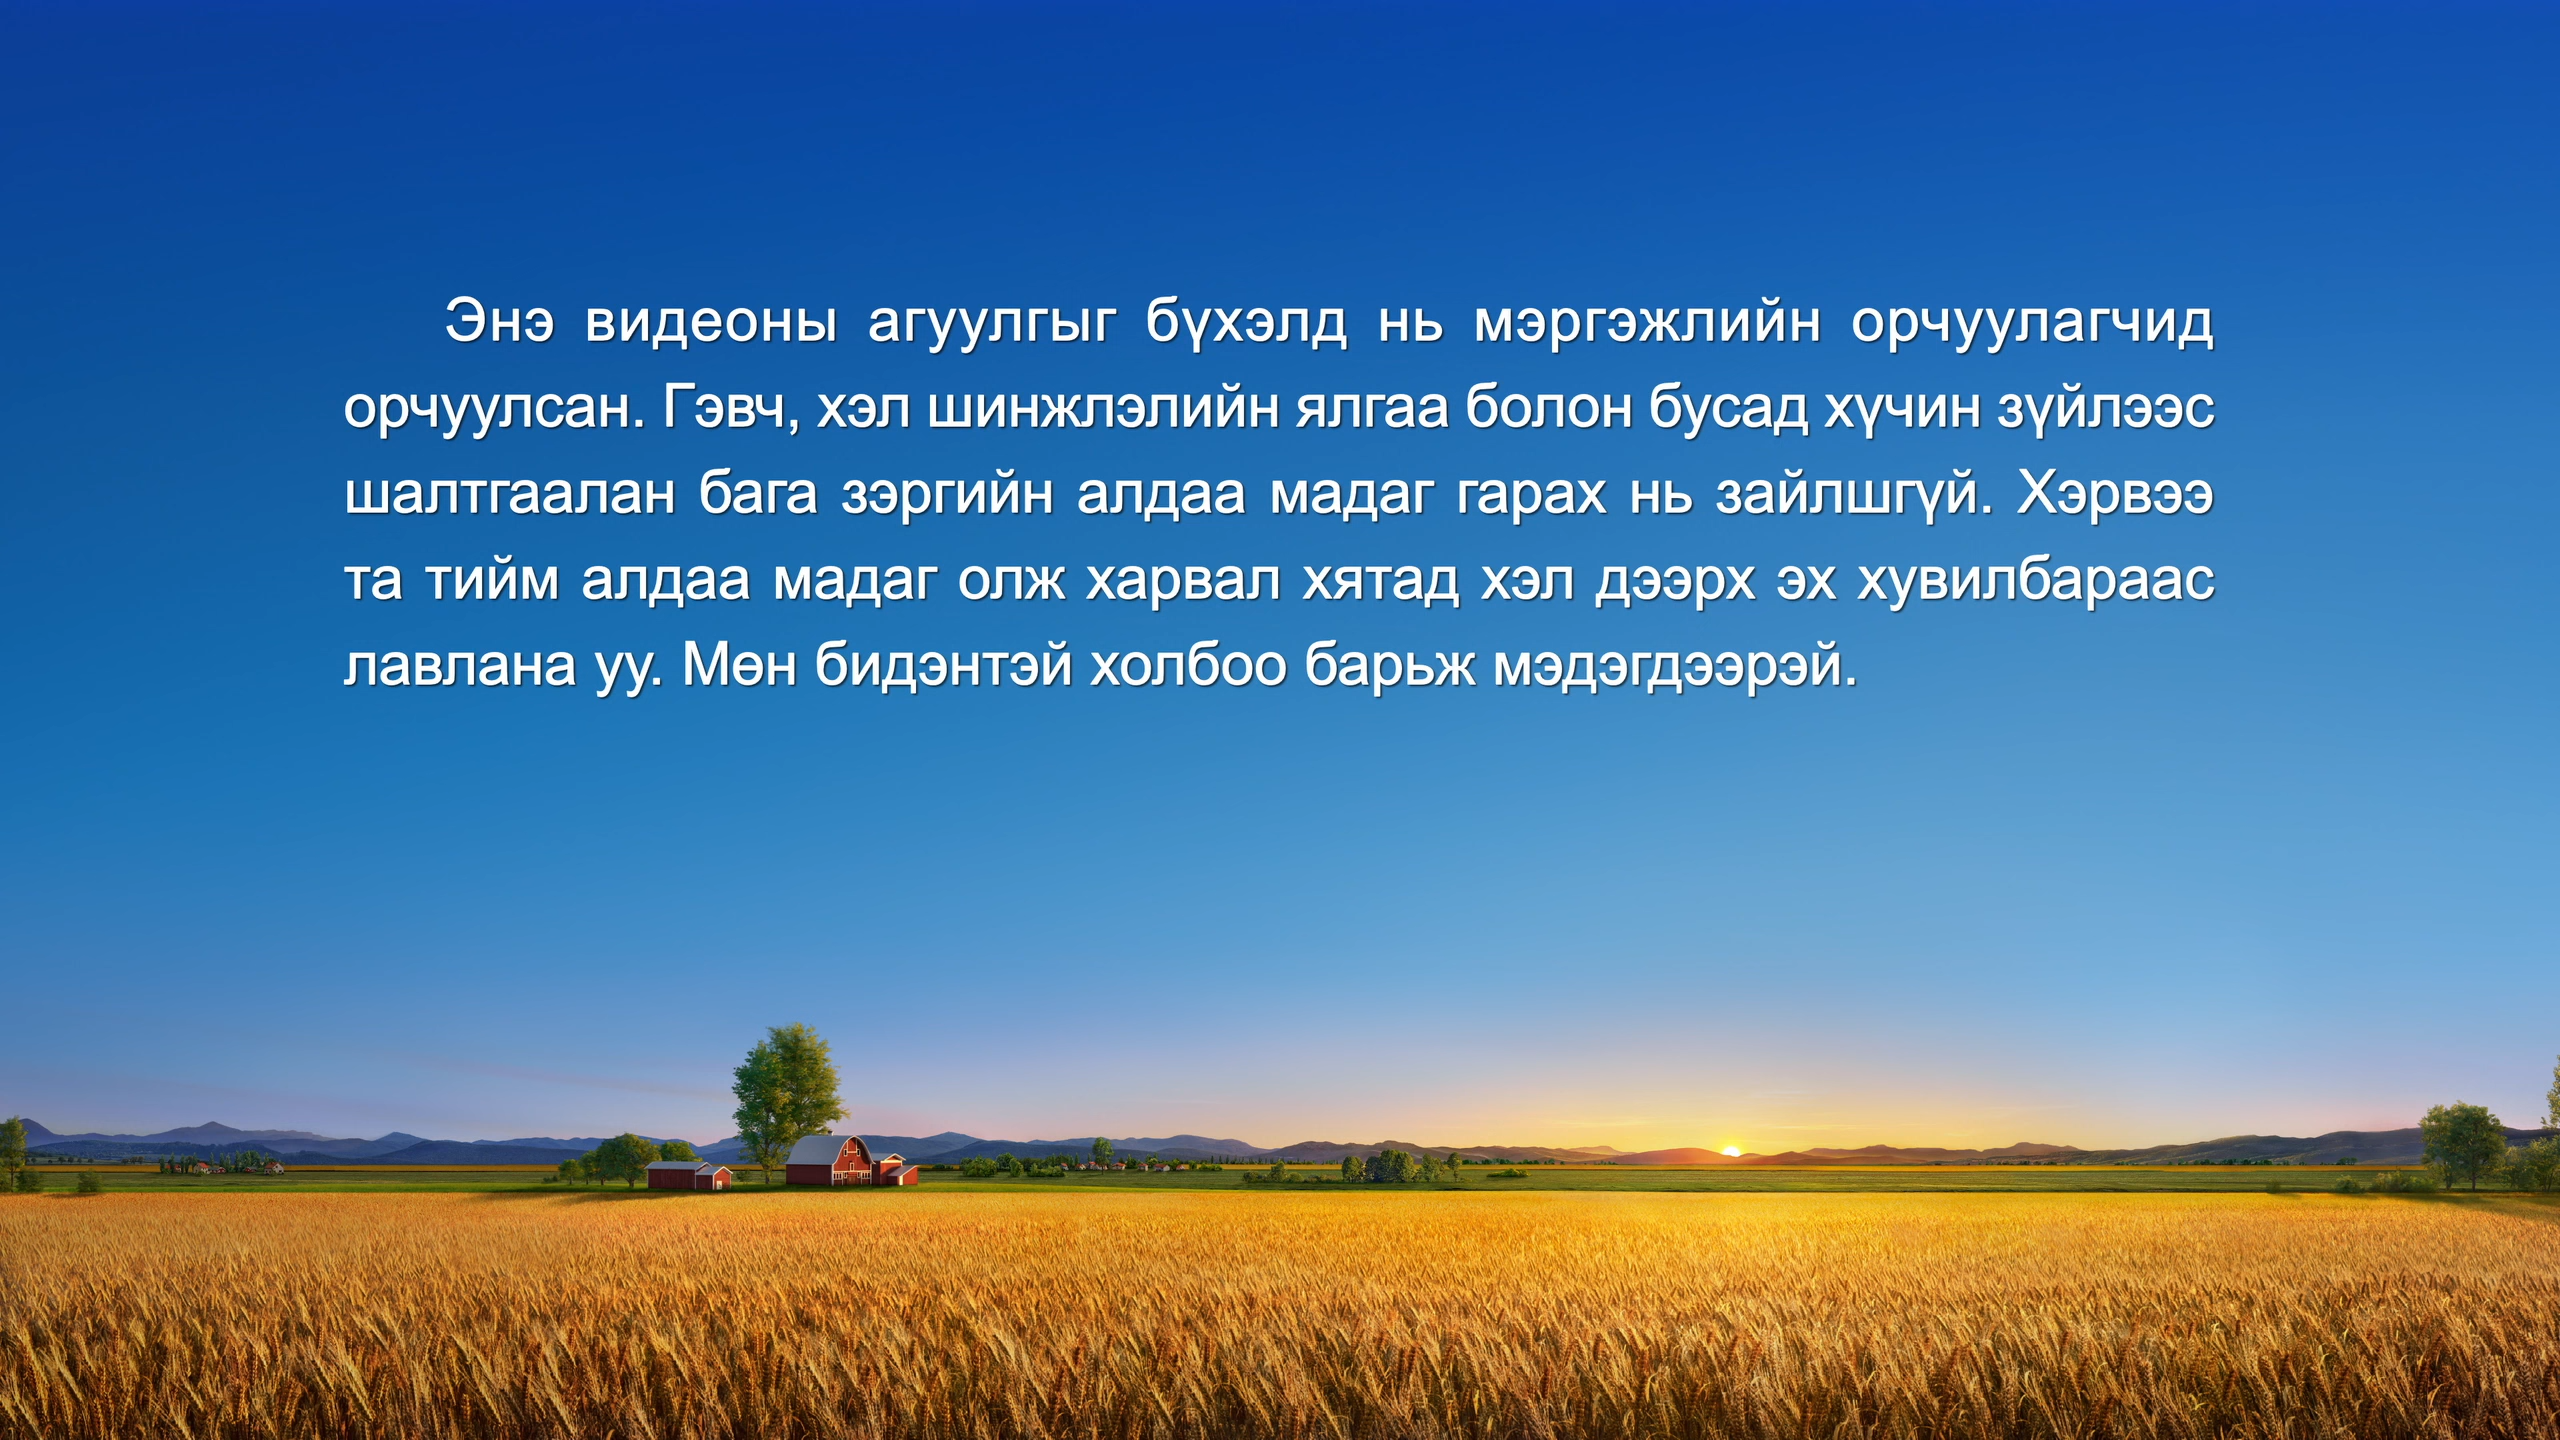 Энэ видеоны агуулгыг бүхэлд нь мэргэжлийн орчуулагчид
орчуулсан. Гэвч, хэл шинжлэлийн ялгаа болон бусад хүчин зүйлээс
шалтгаалан бага зэргийн алдаа мадаг гарах нь зайлшгүй. Хэрвээ
та тийм алдаа мадаг олж харвал хятад хэл дээрх эх хувилбараас
лавлана уу. Мөн бидэнтэй холбоо барьж мэдэгдээрэй.